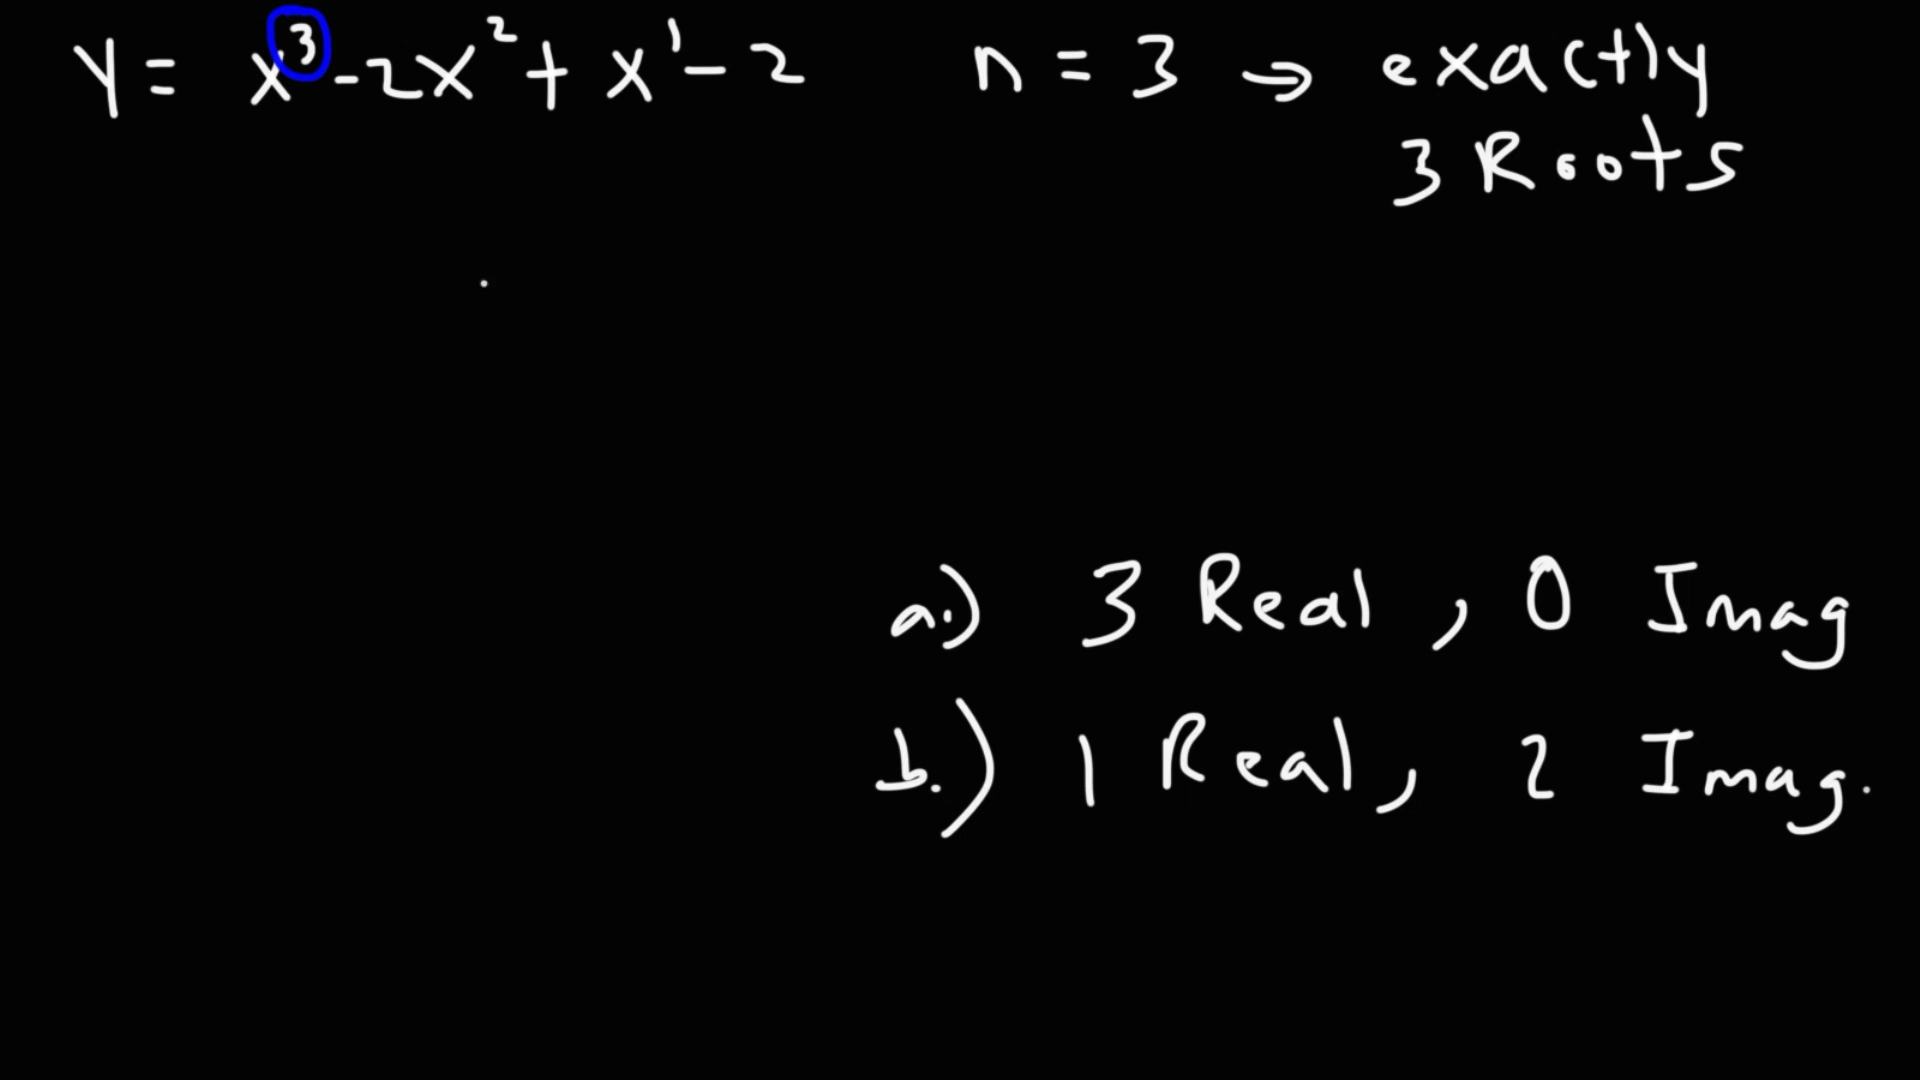 y = x³ - 2x² + x¹ - 2 n = 3 ⇒ exactly
3 Roots
a.) 3 Real, 0 Imag
b.) 1 Real, 2 Imag.